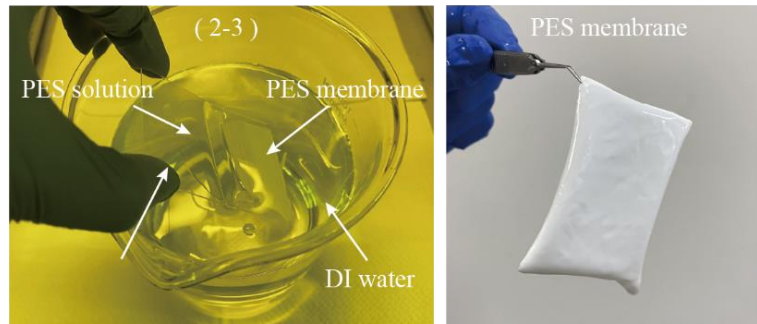 ( 2-3 )
PES solution
PES membrane
DI water
PES membrane